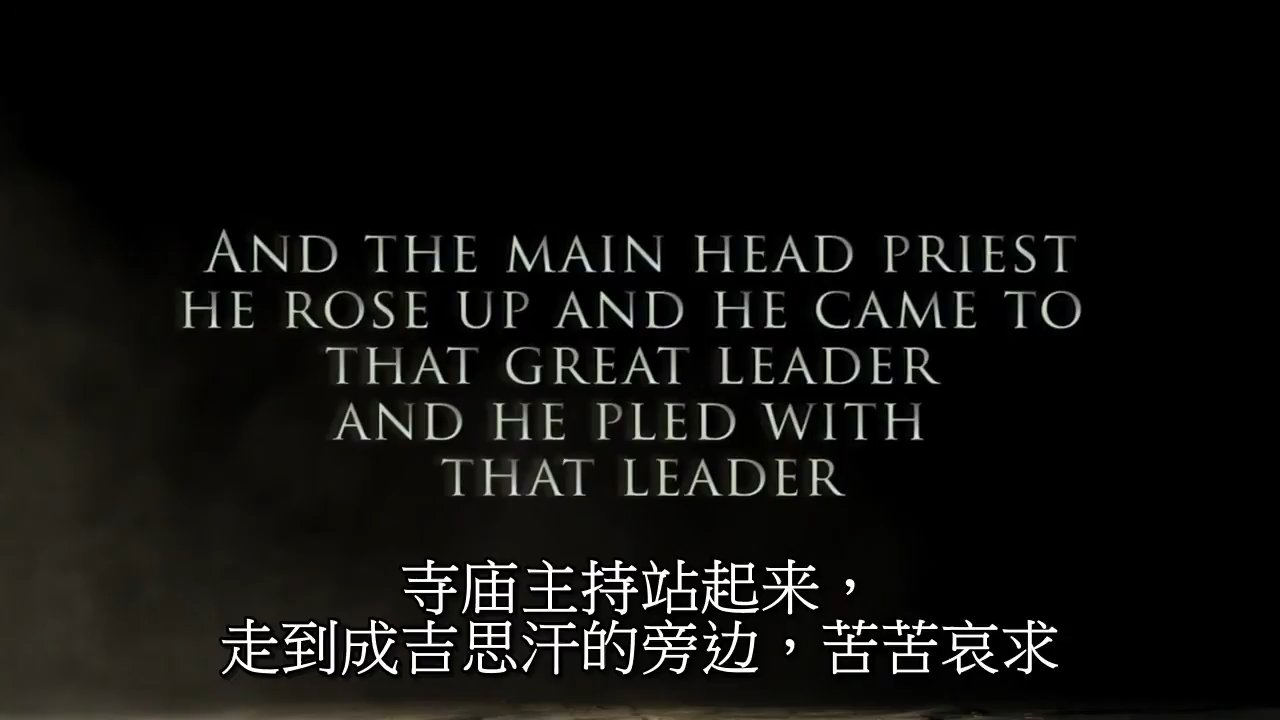 AND THE MAIN HEAD PRIEST
HE ROSE UP AND HE CAME TO
THAT GREAT LEADER
AND HE PLED WITH
THAT LEADER
寺庙主持站起来，
走到成吉思汗的旁边，苦苦哀求